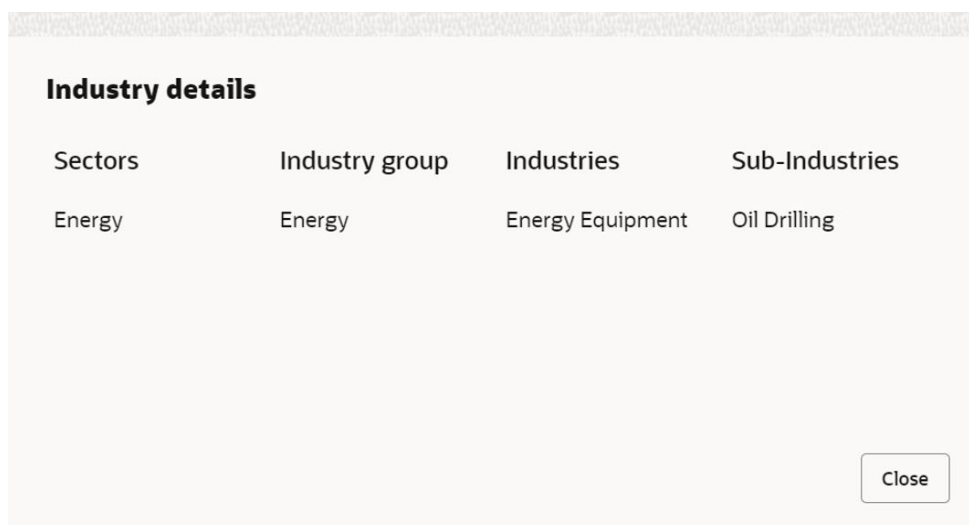 Industry details
Sectors Industry group Industries Sub-Industries
Energy Energy Energy Equipment Oil Drilling
Close